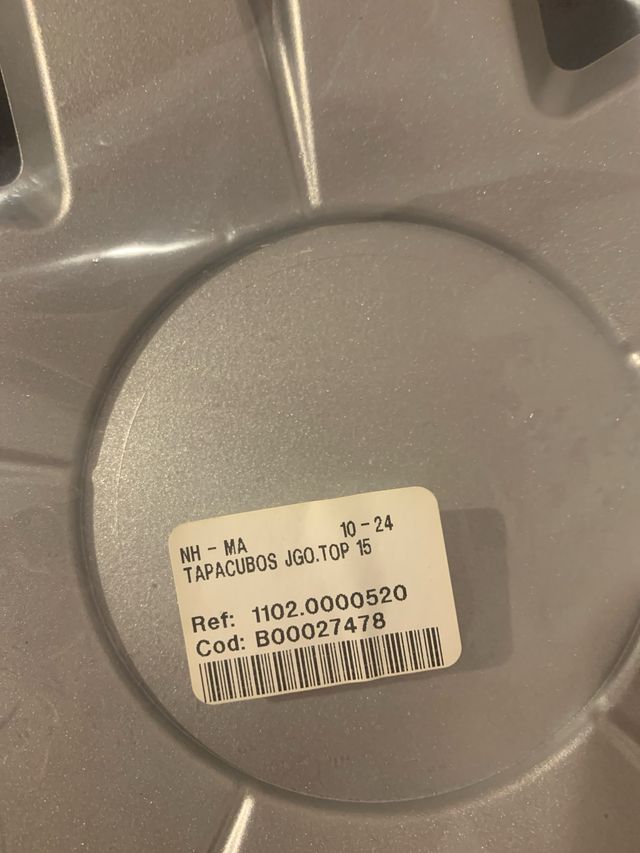 NH - MA 10 - 24
TAPACUBOS JGO.TOP 15
Ref: 1102.0000520
Cod: B00027478